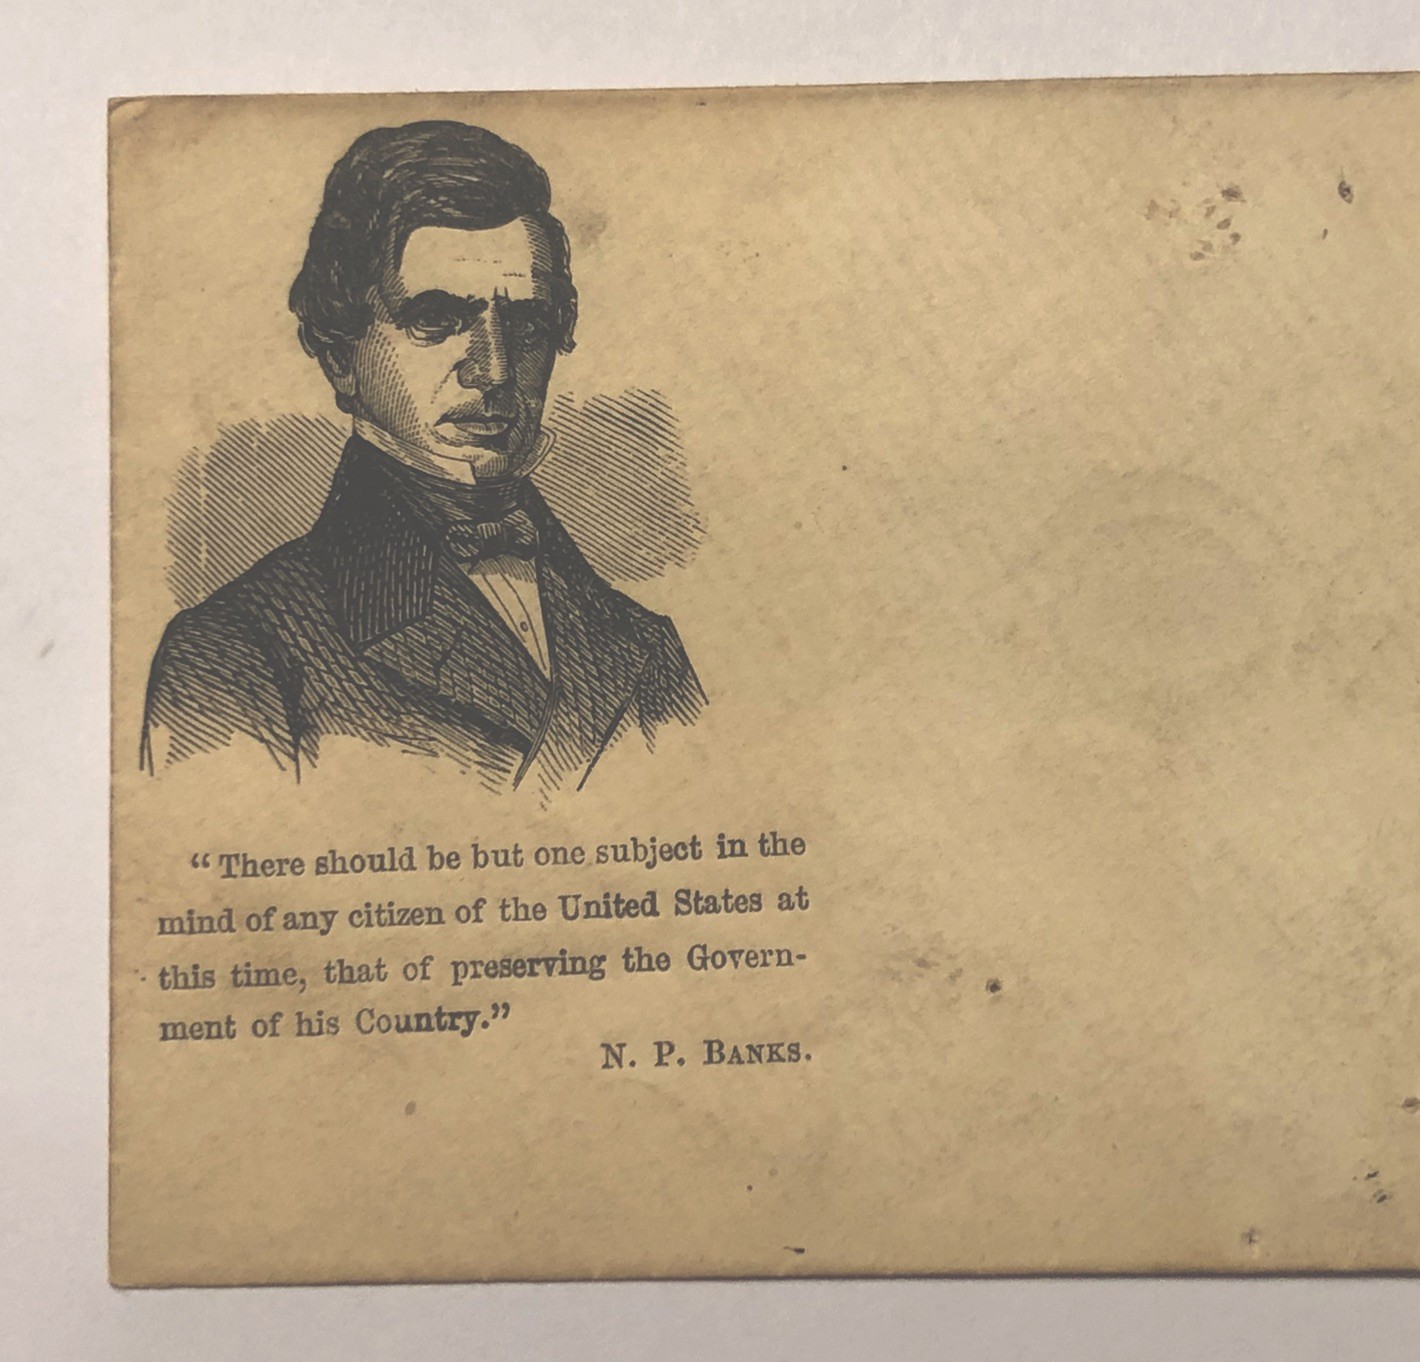 “There should be but one subject in the
mind of any citizen of the United States at
this time, that of preserving the Govern-
ment of his Country.”
N. P. BANKS.